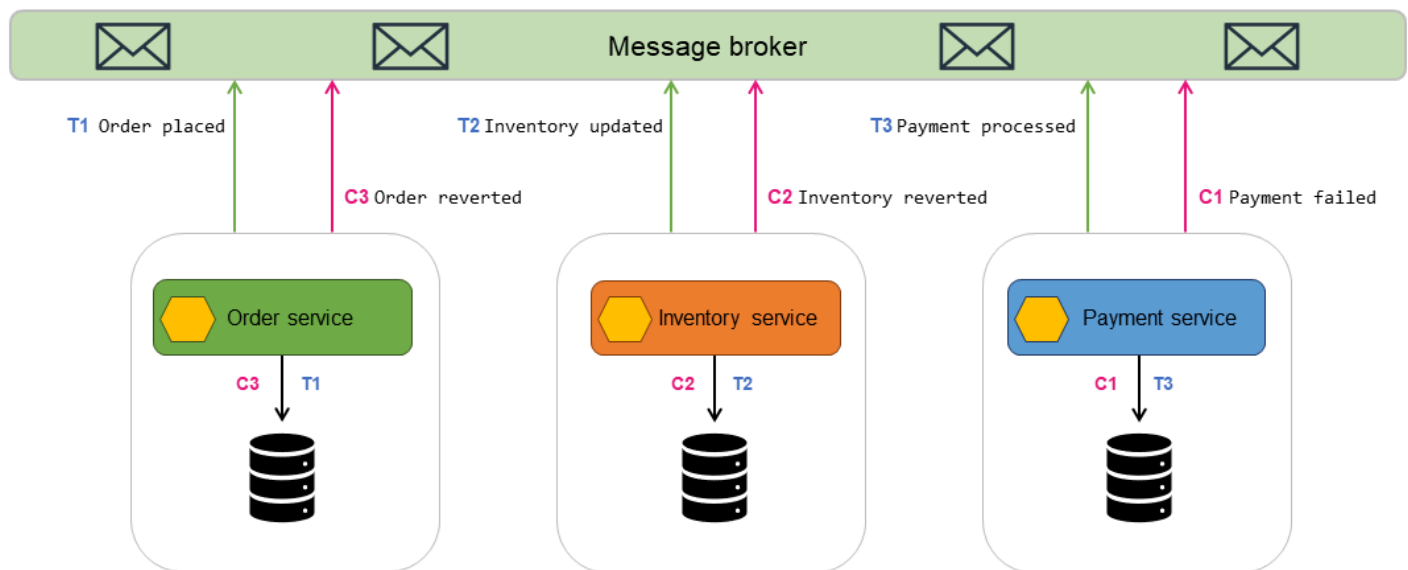 Message broker
T1 Order placed
T2 Inventory updated
T3 Payment processed
C3 Order reverted
C2 Inventory reverted
C1 Payment failed
Order service
Inventory service
Payment service
C3 T1
C2 T2
C1 T3